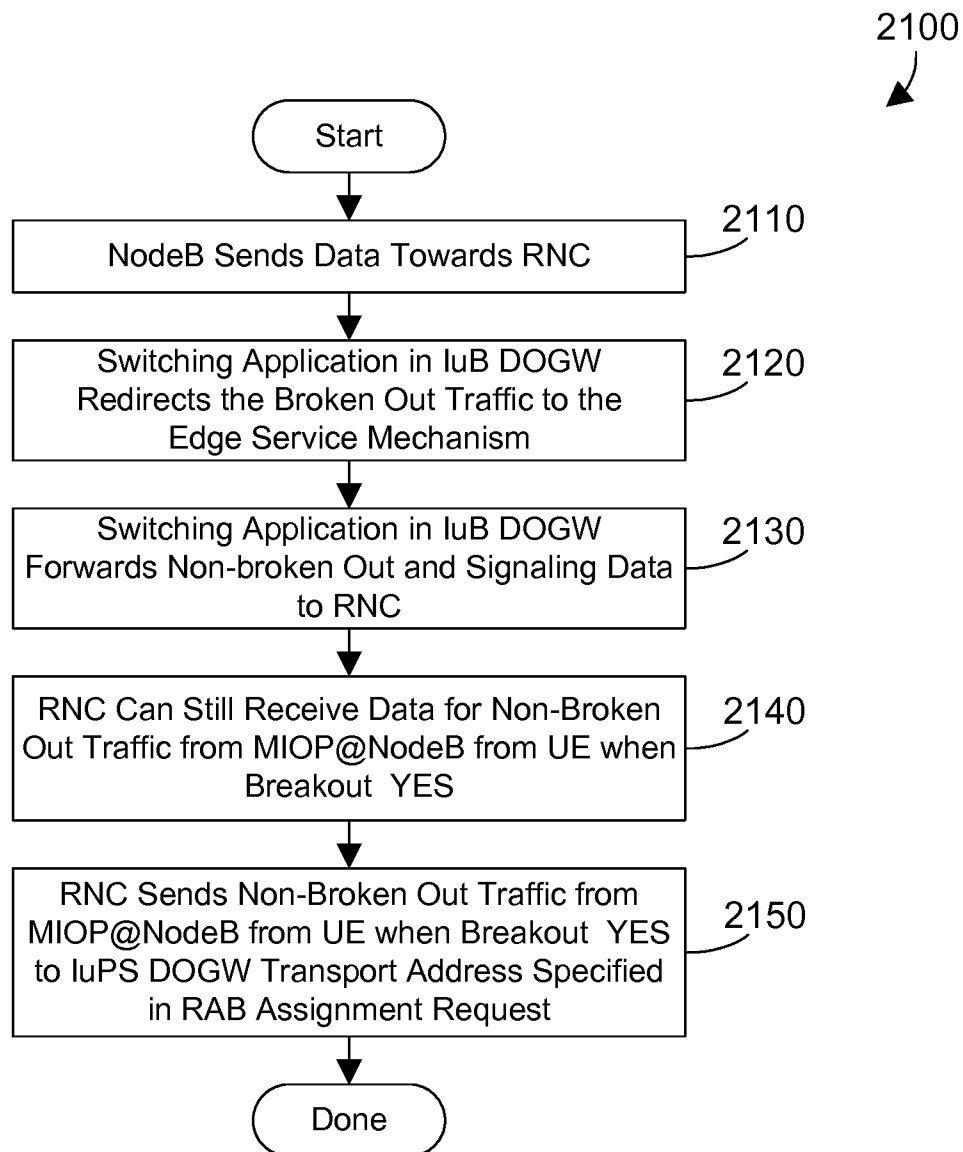 2100
Start
NodeB Sends Data Towards RNC
2110
Switching Application in IuB DOGW
Redirects the Broken Out Traffic to the
Edge Service Mechanism
2120
Switching Application in IuB DOGW
Forwards Non-broken Out and Signaling Data
to RNC
2130
RNC Can Still Receive Data for Non-Broken
Out Traffic from MIOP@NodeB from UE when
Breakout YES
2140
RNC Sends Non-Broken Out Traffic from
MIOP@NodeB from UE when Breakout YES
to IuPS DOGW Transport Address Specified
in RAB Assignment Request
2150
Done